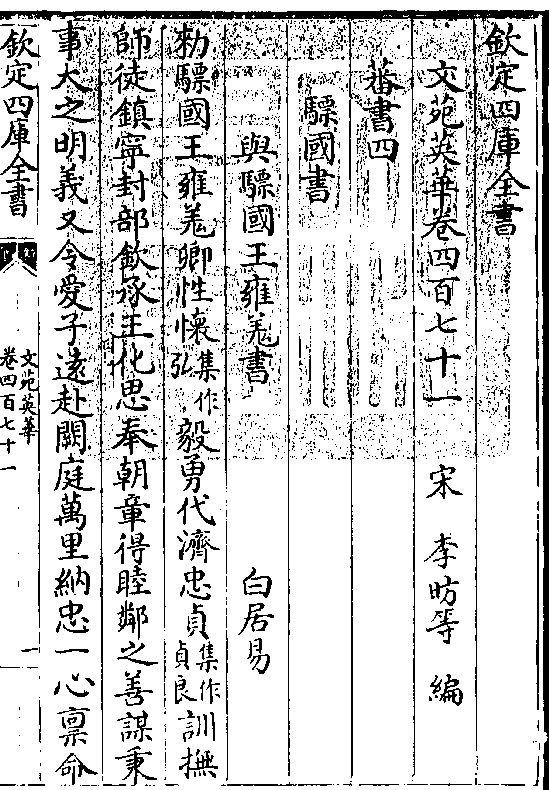 欽定四庫全書
文苑英華卷四百七十一　宋　李昉等　編
蕃書四
驃國書
與驃國王雍羗書　白居易
勑驃國王雍羗卿性懷集作弘毅勇代濟忠貞集作貞良訓撫
師徒鎮寧封部欽承王化思奉朝章得睦鄰之善謀秉
事大之明義又令愛子遠赴闕庭萬里納忠一心禀命
欽定四庫全書
文苑英華
卷四百七十一
一